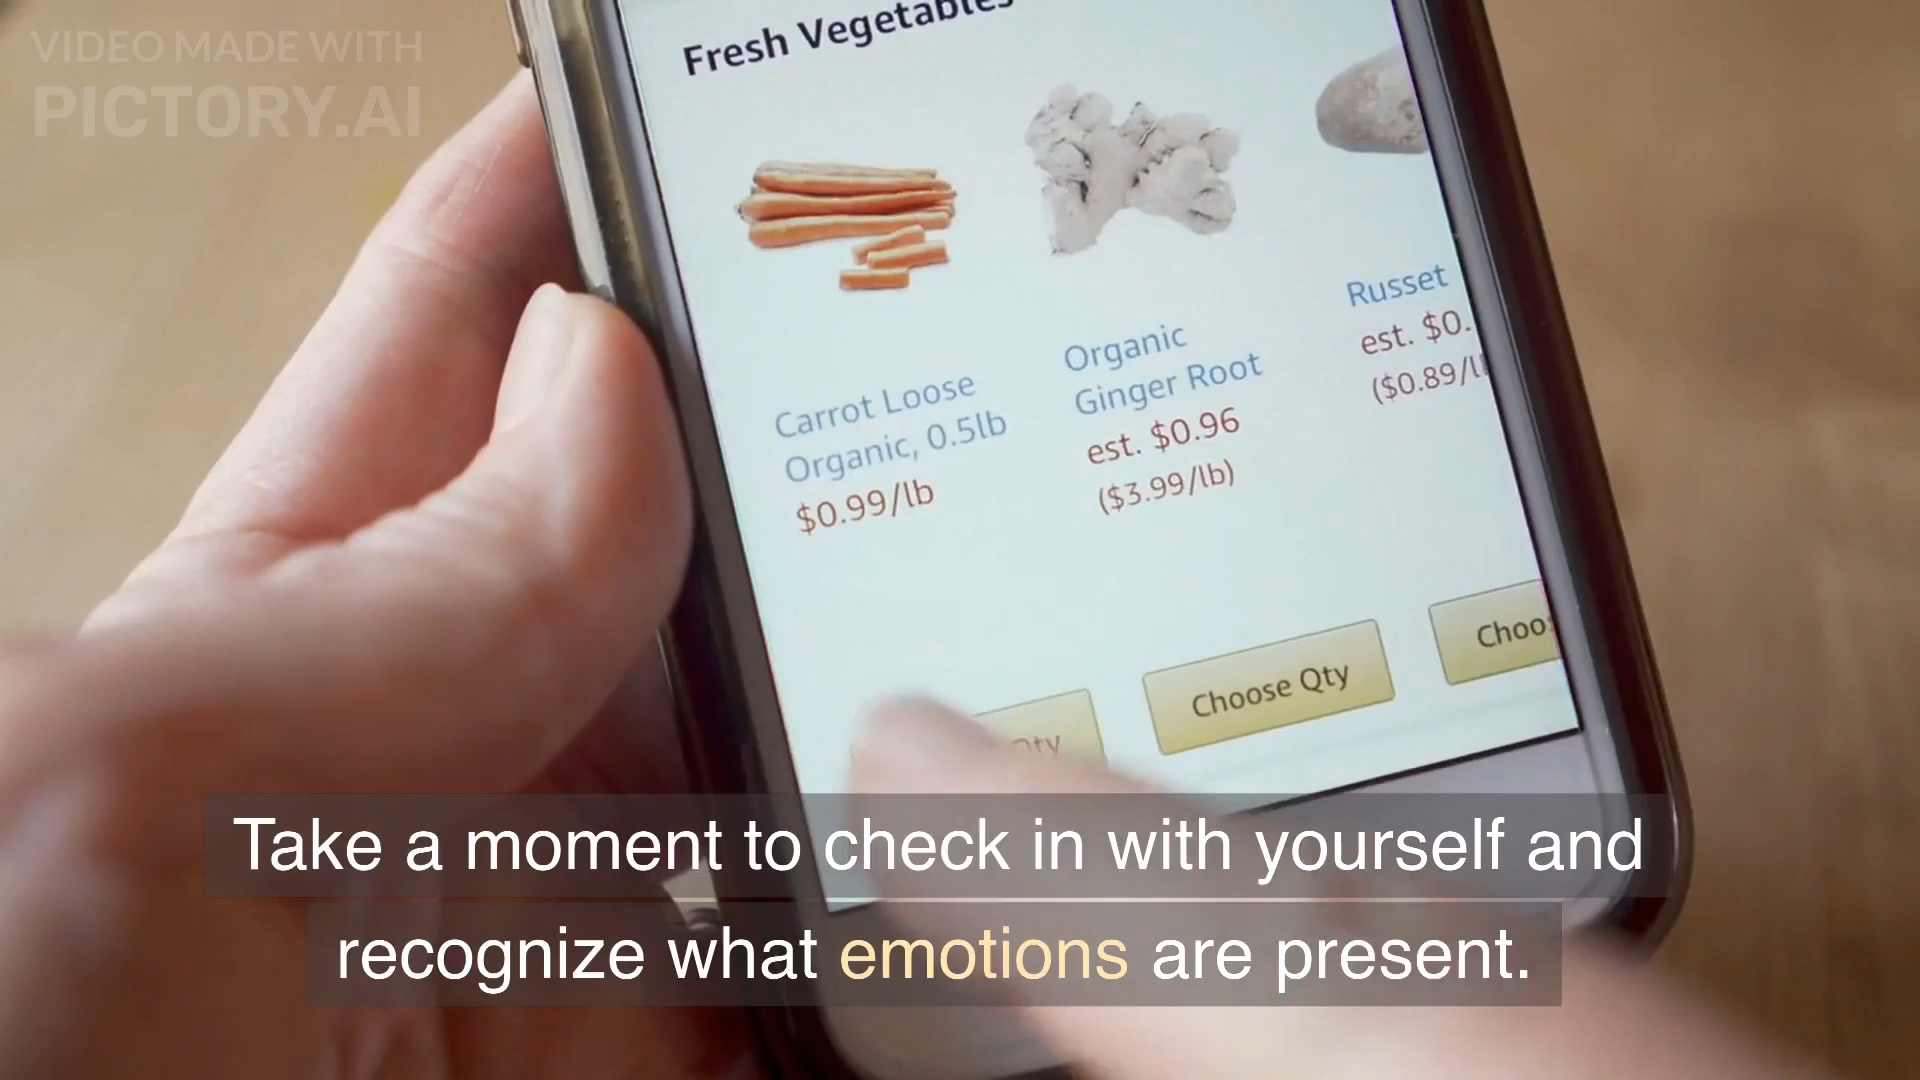 VIDEO MADE WITH
PICTORY.AI
Fresh Vegetables
Carrot Loose
Organic, 0.5lb
$0.99/lb
Organic
Ginger Root
est. $0.96
($3.99/lb)
Russet
est. $0.
($0.89/l
Qty
Choose Qty
Choo
Take a moment to check in with yourself and
recognize what emotions are present.